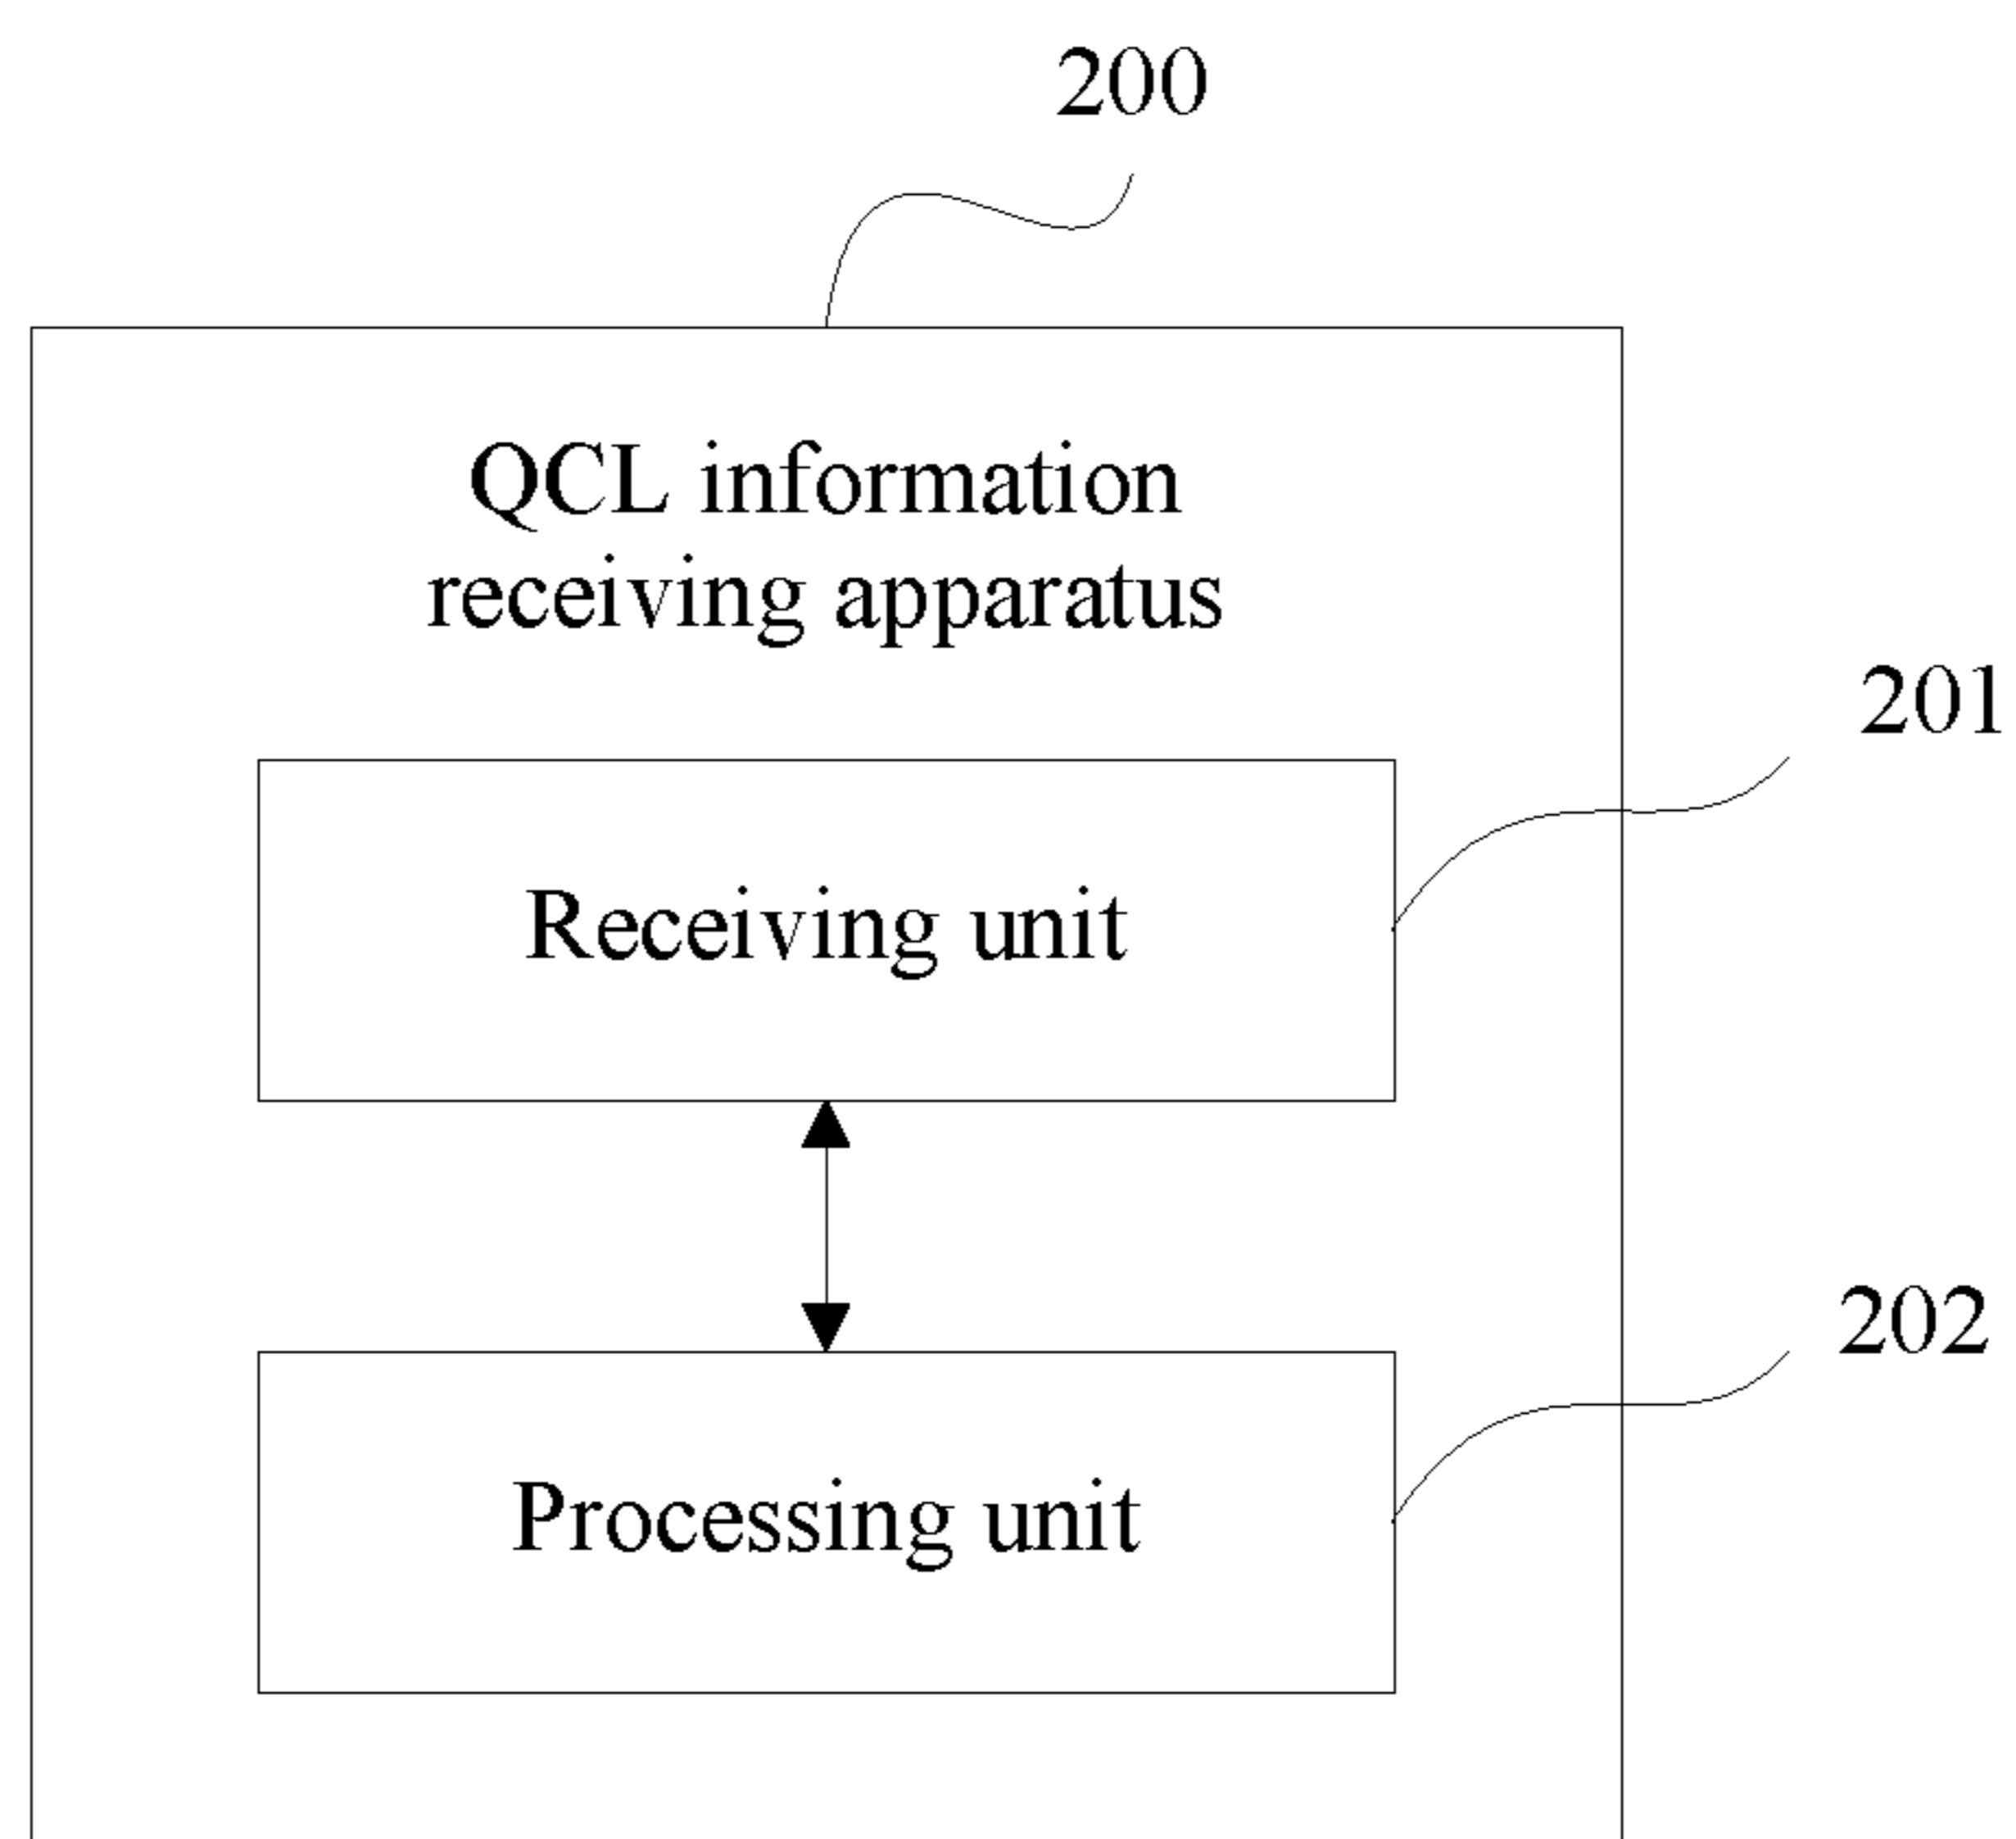 200
QCL information
receiving apparatus
201
Receiving unit
202
Processing unit